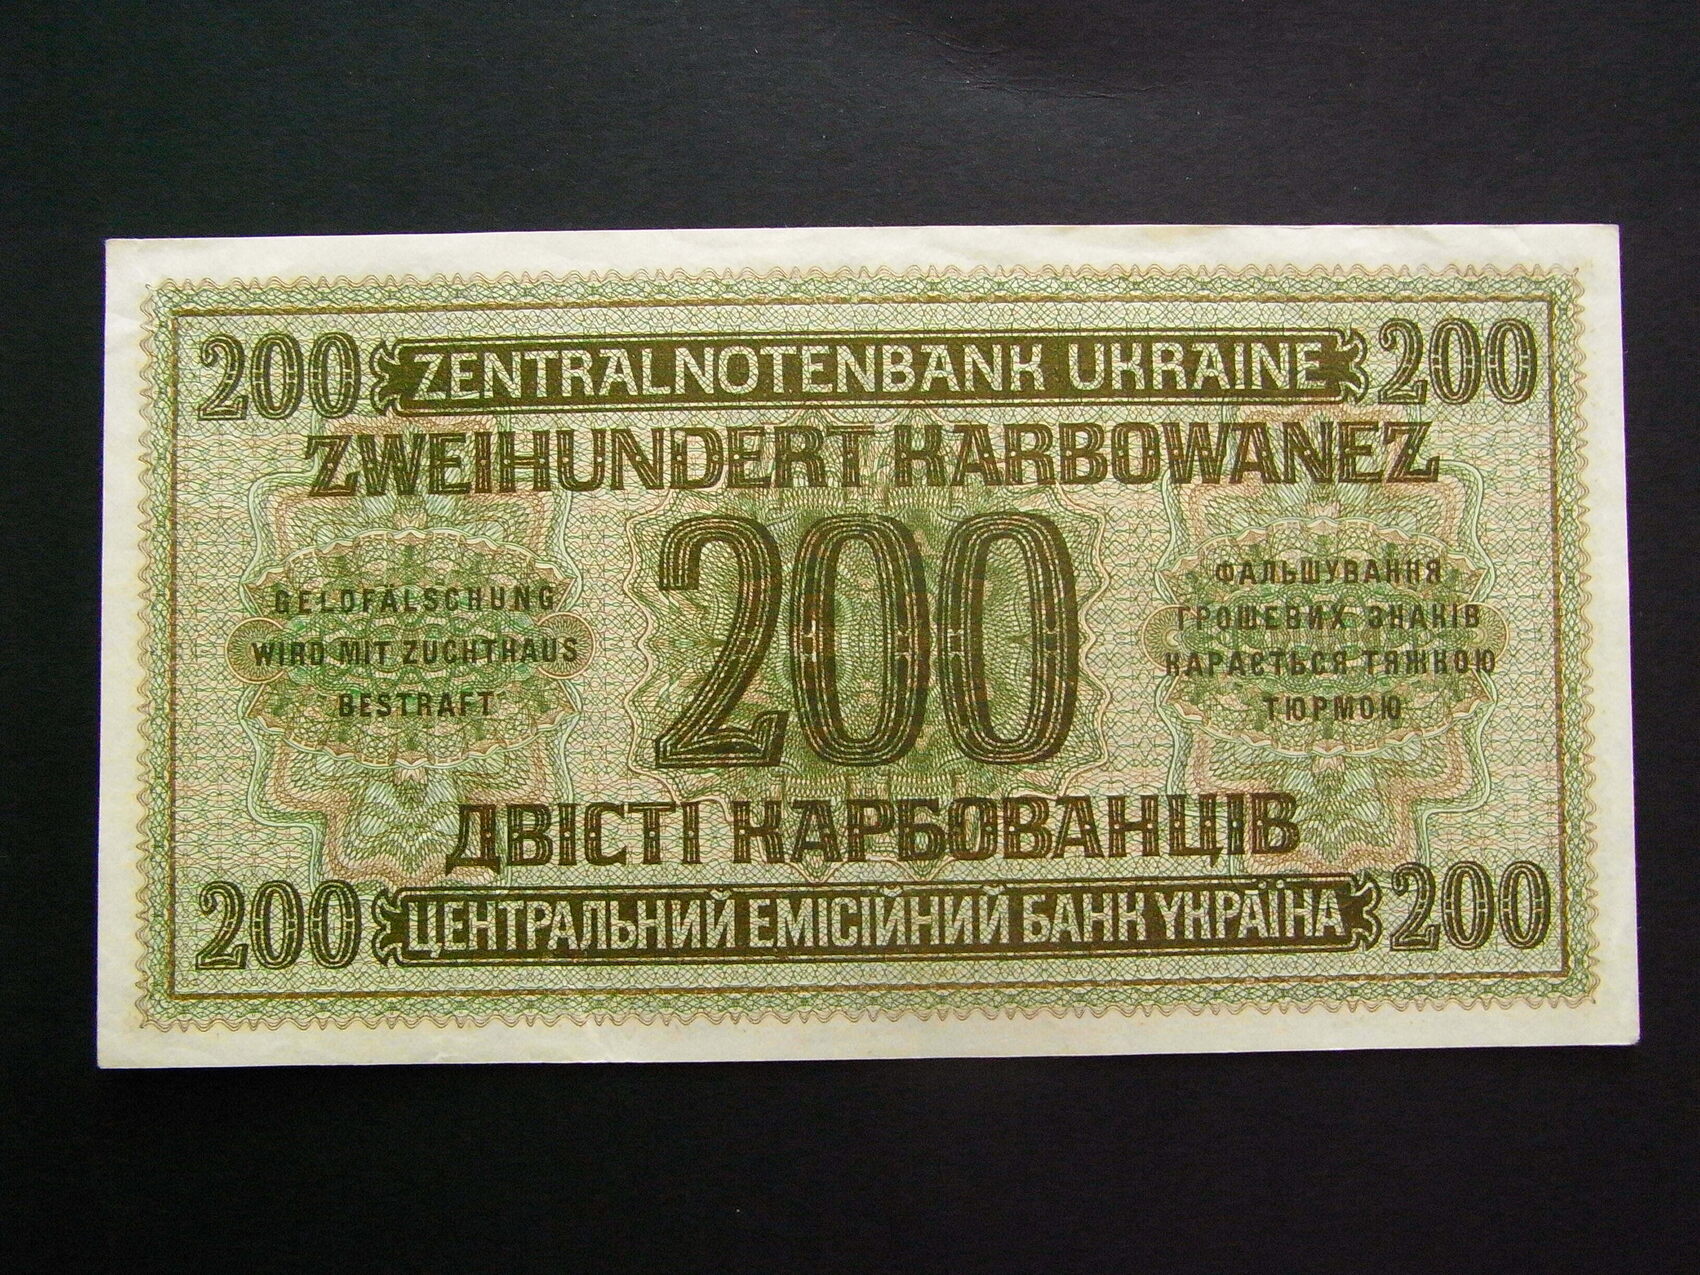 200 ZENTRALNOTENBANK UKRAINE 200
ZWEIHUNDERT KARBOWANEZ
200
GELDFÄLSCHUNG
WIRD MIT ZUCHTHAUS
BESTRAFT
ФАЛЬШУВАННЯ
ГРОШЕВИХ ЗНАКІВ
КАРАЄТЬСЯ ТЯЖКОЮ
ТЮРМОЮ
ДВІСТІ КАРБОВАНЦІВ
200 ЦЕНТРАЛЬНИЙ ЕМІСІЙНИЙ БАНК УКРАЇНА 200